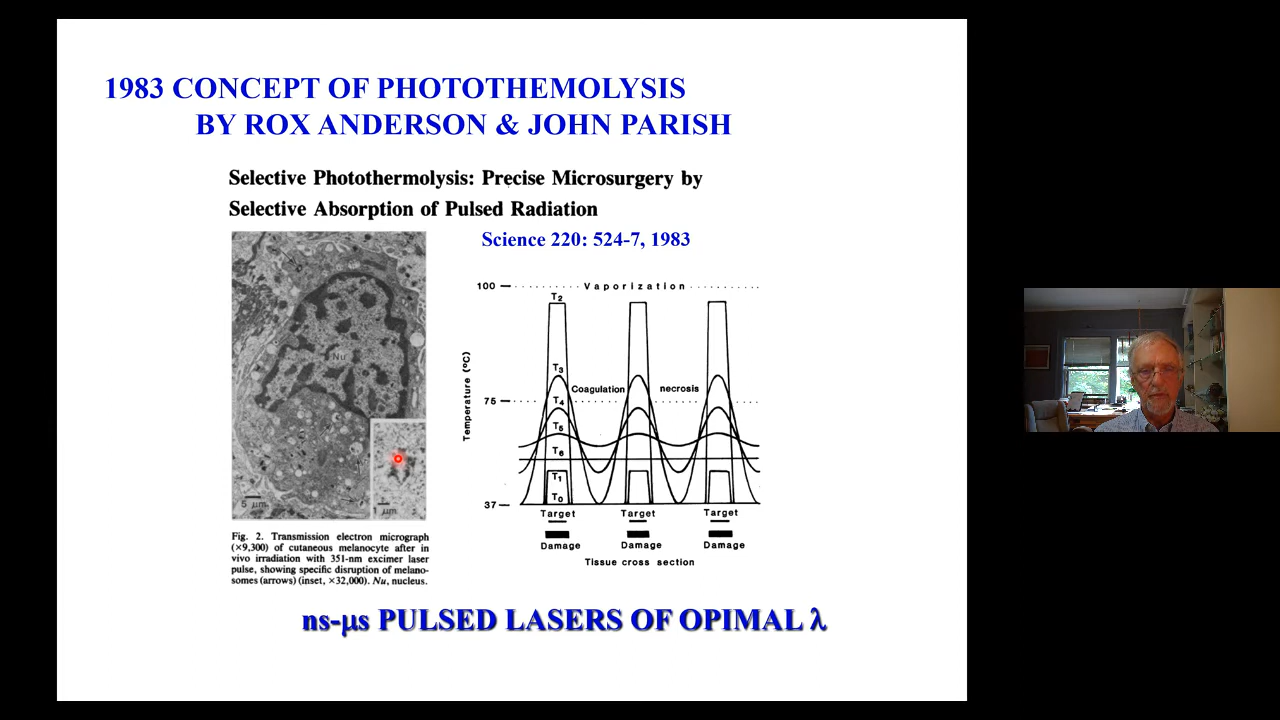 1983 CONCEPT OF PHOTOTHEMOLYSIS
BY ROX ANDERSON & JOHN PARISH
Selective Photothermolysis: Precise Microsurgery by
Selective Absorption of Pulsed Radiation
Science 220: 524-7, 1983
Nu
5 μm
1 μm
Fig. 2. Transmission electron micrograph
(×9,300) of cutaneous melanocyte after in
vivo irradiation with 351-nm excimer laser
pulse, showing specific disruption of melano-
somes (arrows) (inset, ×32,000). Nu, nucleus.
100
Vaporization
T2
T3
Coagulation necrosis
75
T4
T5
T6
T1
T0
37
Temperature (°C)
Target Target Target
Damage Damage Damage
Tissue cross section
ns-μs PULSED LASERS OF OPIMAL λ